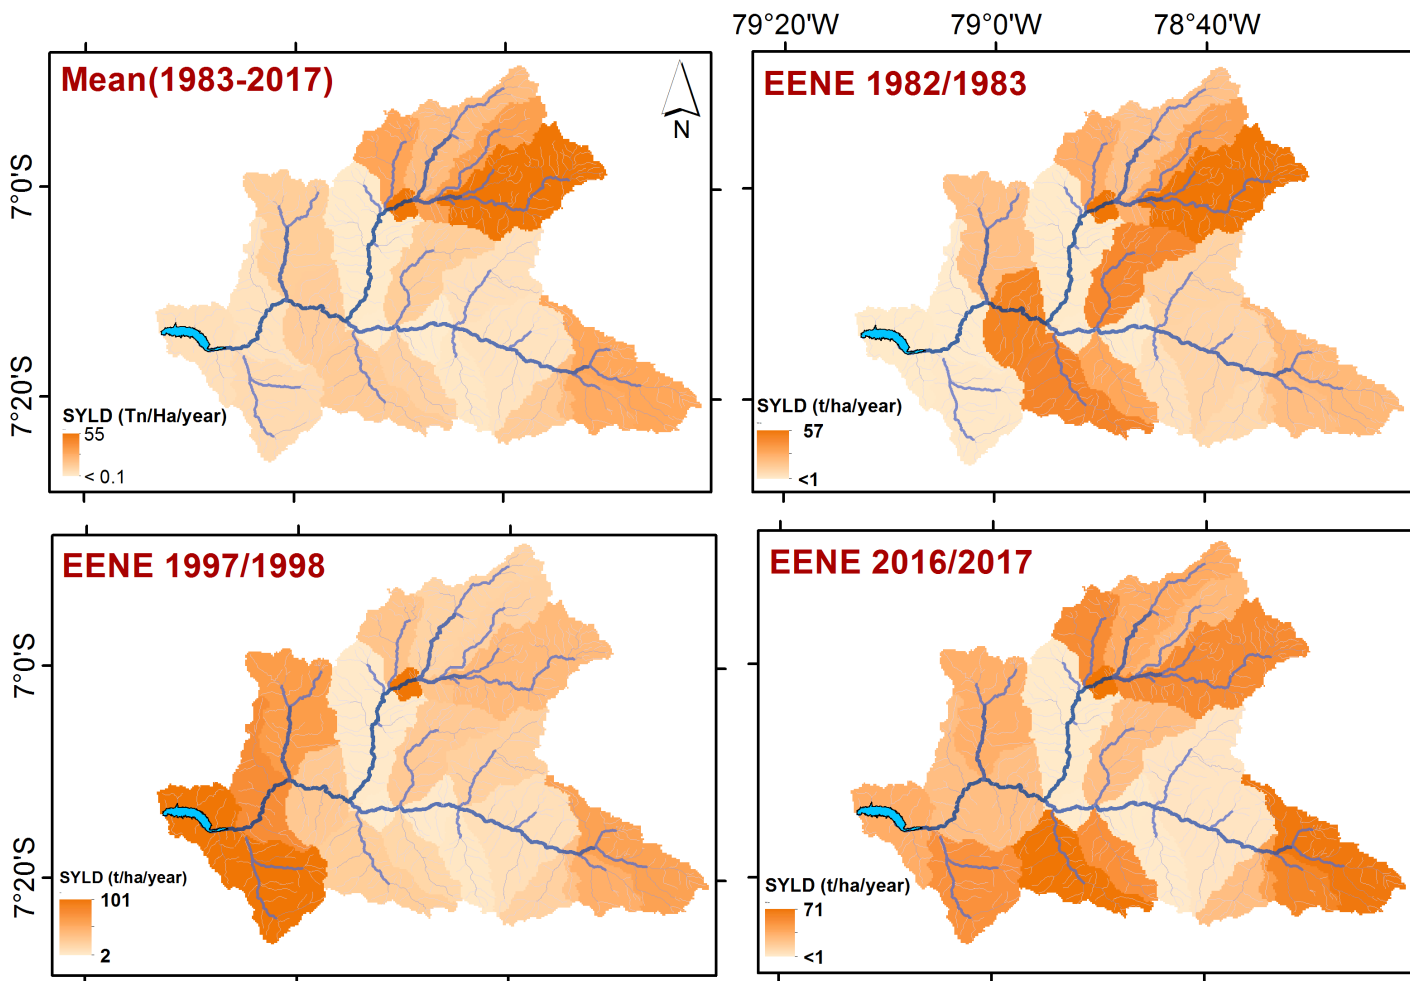 79°20'W 79°0'W 78°40'W
Mean(1983-2017)
N
7°0'S
7°20'S
SYLD (Tn/Ha/year)
55
< 0.1
EENE 1982/1983
SYLD (t/ha/year)
57
<1
EENE 1997/1998
7°0'S
7°20'S
SYLD (t/ha/year)
101
2
EENE 2016/2017
SYLD (t/ha/year)
71
<1